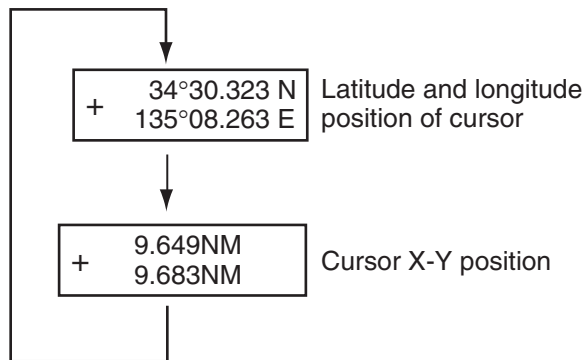 34°30.323 N
+ 135°08.263 E
Latitude and longitude
position of cursor
9.649NM
+ 9.683NM
Cursor X-Y position